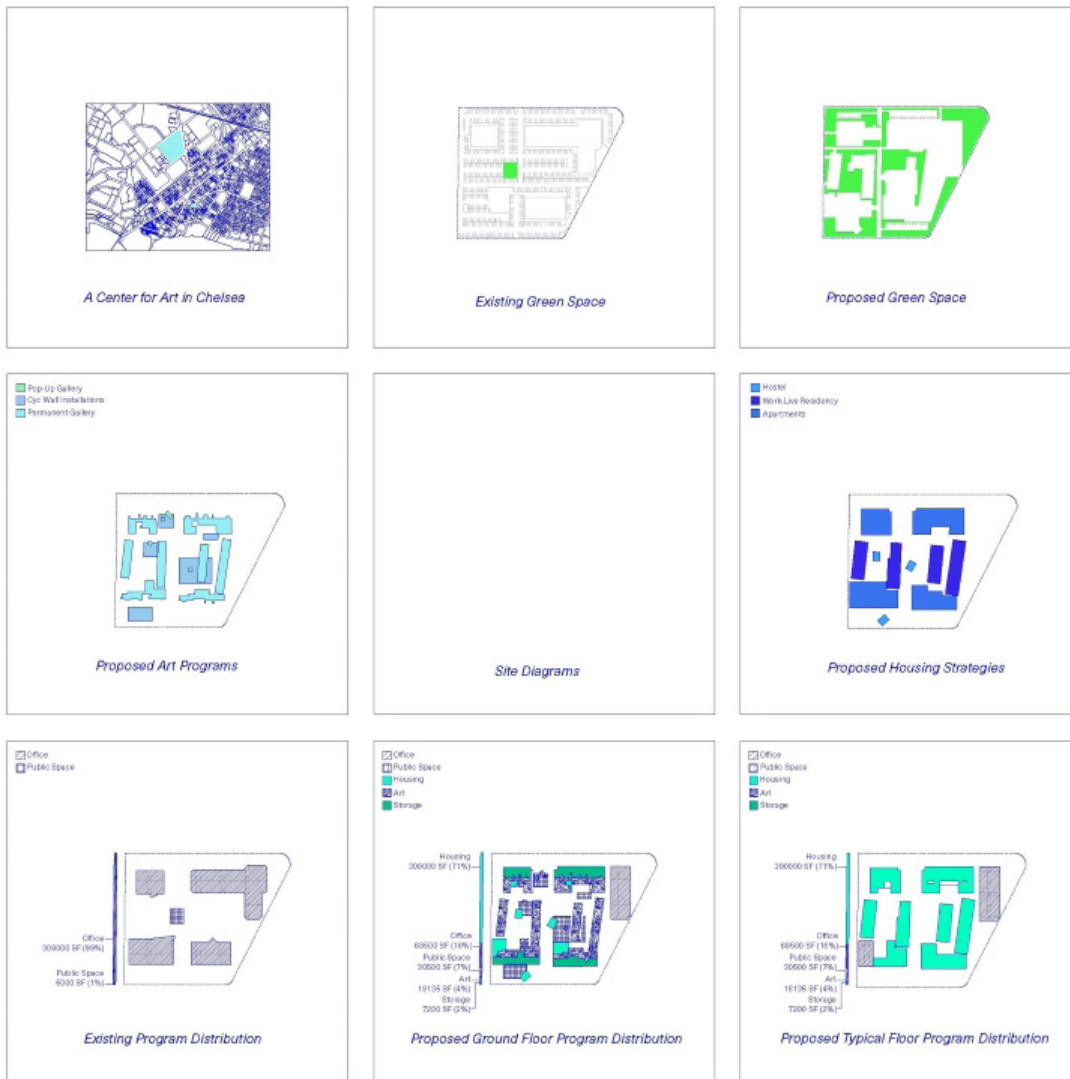 A Center for Art in Chelsea
Existing Green Space
Proposed Green Space
Pop-Up Gallery
Cyc Wall Installations
Permanent Gallery
Proposed Art Programs
Site Diagrams
Hostel
Work-Live Residency
Apartments
Proposed Housing Strategies
Office
Public Space
Office
309000 SF (99%)
Public Space
5000 SF (1%)
Existing Program Distribution
Office
Public Space
Housing
Art
Storage
Housing
300000 SF (71%)
Office
68500 SF (16%)
Public Space
30500 SF (7%)
Art
18135 SF (4%)
Storage
7200 SF (2%)
Proposed Ground Floor Program Distribution
Office
Public Space
Housing
Art
Storage
Housing
300000 SF (71%)
Office
68500 SF (16%)
Public Space
30500 SF (7%)
Art
18135 SF (4%)
Storage
7200 SF (2%)
Proposed Typical Floor Program Distribution